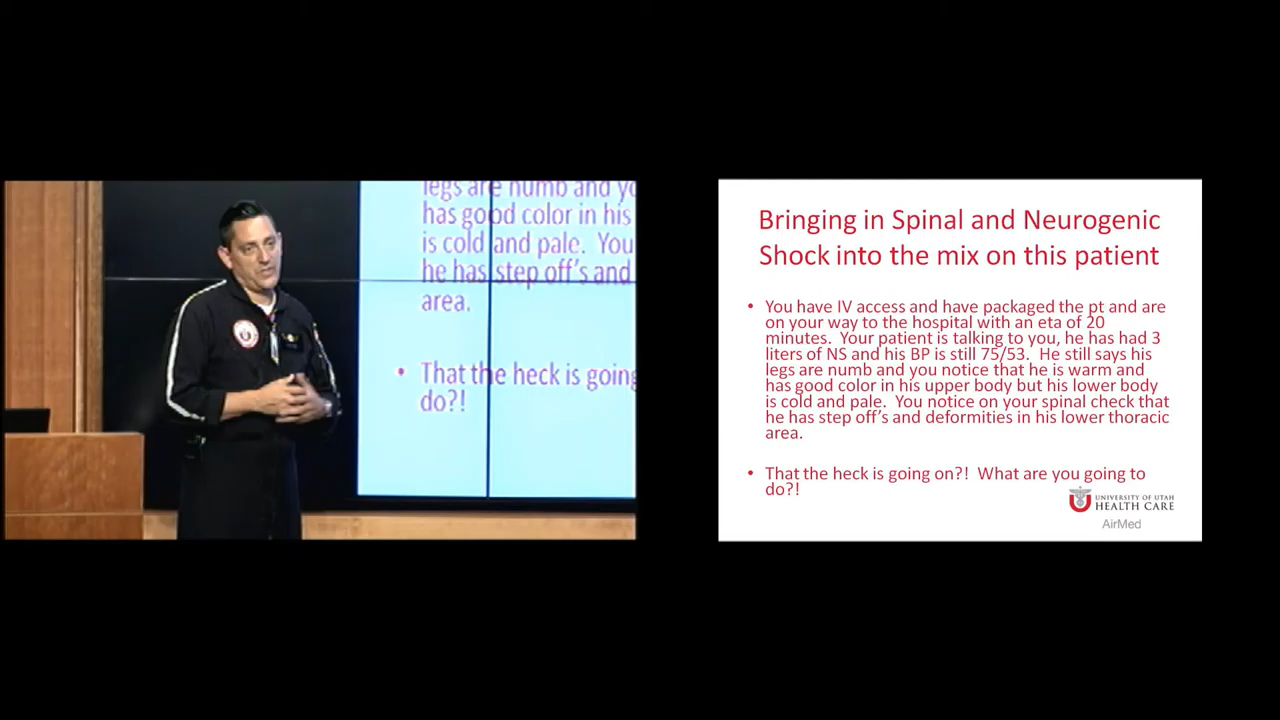 legs are numb and yo
has good color in his
is cold and pale. You
he has step off's and
area.
• That the heck is going
do?!
Bringing in Spinal and Neurogenic
Shock into the mix on this patient
• You have IV access and have packaged the pt and are
on your way to the hospital with an eta of 20
minutes. Your patient is talking to you, he has had 3
liters of NS and his BP is still 75/53. He still says his
legs are numb and you notice that he is warm and
has good color in his upper body but his lower body
is cold and pale. You notice on your spinal check that
he has step off's and deformities in his lower thoracic
area.
• That the heck is going on?! What are you going to
do?!
UNIVERSITY OF UTAH
HEALTH CARE
AirMed